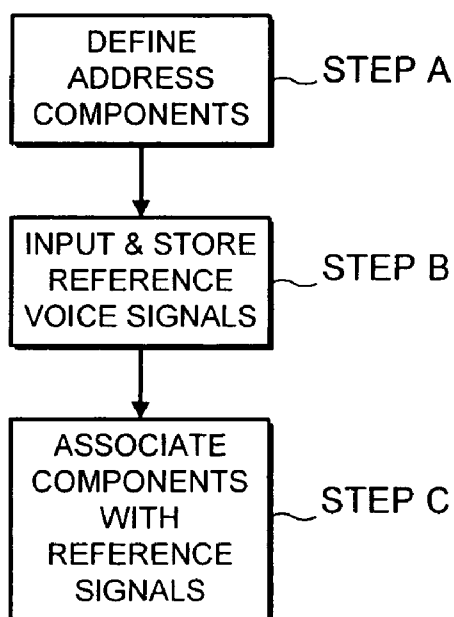 DEFINE
ADDRESS
COMPONENTS
STEP A
INPUT & STORE
REFERENCE
VOICE SIGNALS
STEP B
ASSOCIATE
COMPONENTS
WITH
REFERENCE
SIGNALS
STEP C